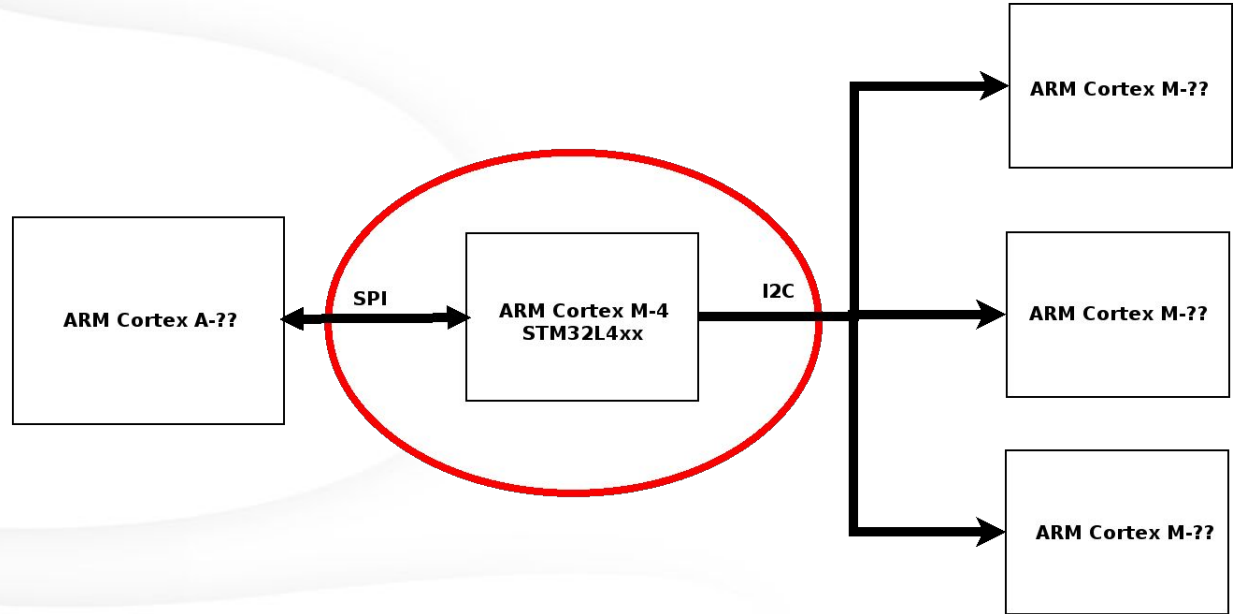 ARM Cortex M-??
SPI
I2C
ARM Cortex A-??
ARM Cortex M-4
STM32L4xx
ARM Cortex M-??
ARM Cortex M-??